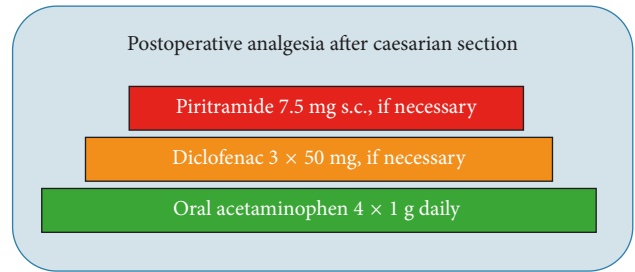 Postoperative analgesia after caesarian section
Piritramide 7.5 mg s.c., if necessary
Diclofenac 3 × 50 mg, if necessary
Oral acetaminophen 4 × 1 g daily